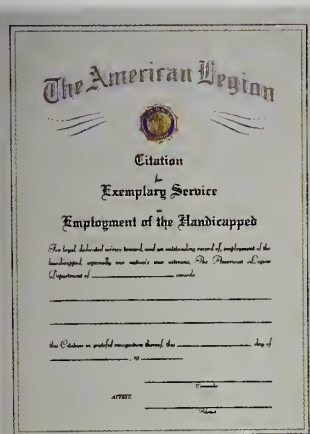 The American Legion
Citation
for
Exemplary Service
in
Employment of the Handicapped
For loyal, dedicated service toward, and an outstanding record of, employment of the
handicapped, especially our nation's war veterans, The American Legion
Department of awards
this Citation in grateful recognition thereof, this day of
, 19
Commander
ATTEST:
Adjutant